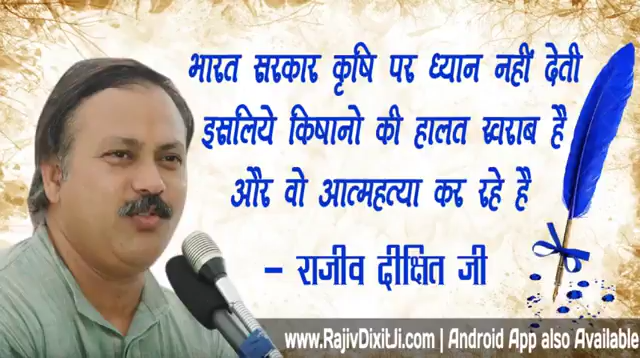 भारत सरकार कृषि पर ध्यान नहीं देती
इसलिये किषानो की हालत खराब है
और वो आत्महत्या कर रहे है
- राजीव दीक्षित जी
www.RajivDixitJi.com | Android App also Available